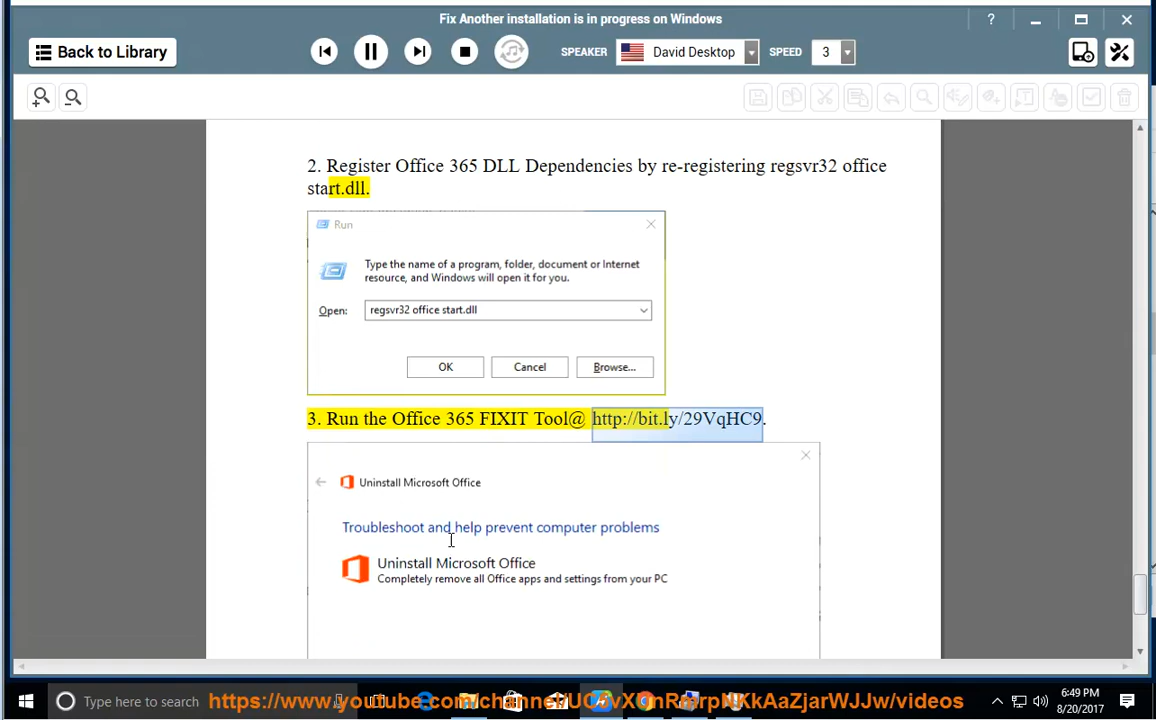 Fix Another installation is in progress on Windows
Back to Library
SPEAKER
David Desktop
SPEED
3
2. Register Office 365 DLL Dependencies by re-registering regsvr32 office
start.dll.
Run
Type the name of a program, folder, document or Internet
resource, and Windows will open it for you.
Open:
regsvr32 office start.dll
OK
Cancel
Browse...
3. Run the Office 365 FIXIT Tool@ http://bit.ly/29VqHC9.
Uninstall Microsoft Office
Troubleshoot and help prevent computer problems
Uninstall Microsoft Office
Completely remove all Office apps and settings from your PC
Type here to search
6:49 PM
8/20/2017